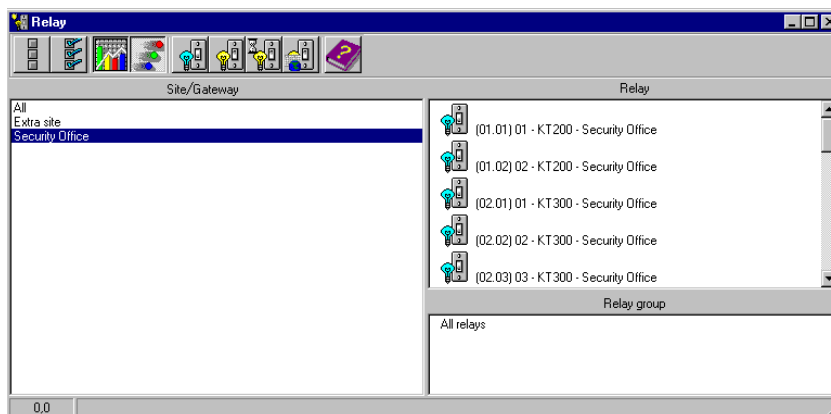 Relay
Site/Gateway
Relay
All
Extra site
Security Office
(01.01) 01 - KT200 - Security Office
(01.02) 02 - KT200 - Security Office
(02.01) 01 - KT300 - Security Office
(02.02) 02 - KT300 - Security Office
(02.03) 03 - KT300 - Security Office
Relay group
All relays
0,0